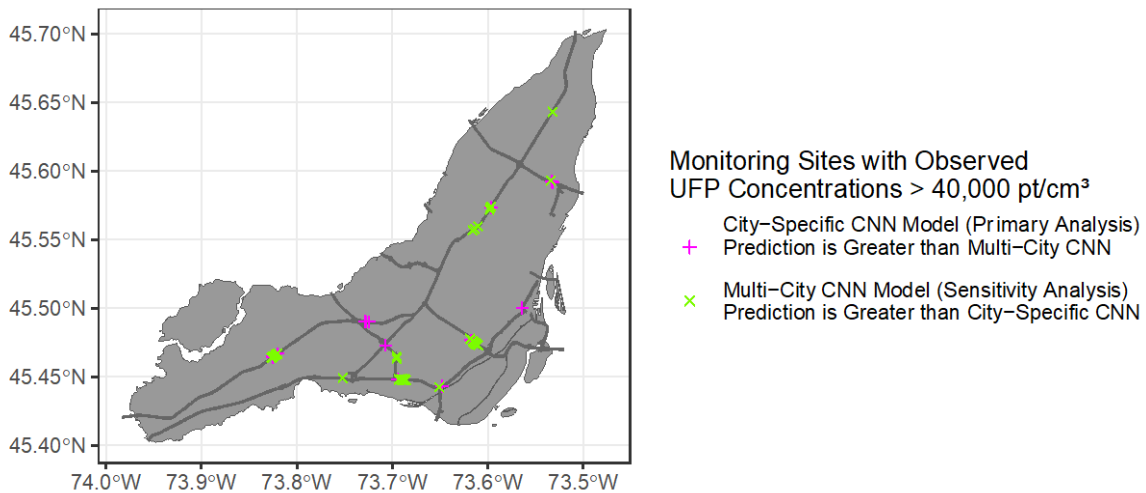 45.70°N
45.65°N
45.60°N
45.55°N
45.50°N
45.45°N
45.40°N
74.0°W 73.9°W 73.8°W 73.7°W 73.6°W 73.5°W
Monitoring Sites with Observed
UFP Concentrations > 40,000 pt/cm³
City−Specific CNN Model (Primary Analysis)
Prediction is Greater than Multi−City CNN
Multi−City CNN Model (Sensitivity Analysis)
Prediction is Greater than City−Specific CNN